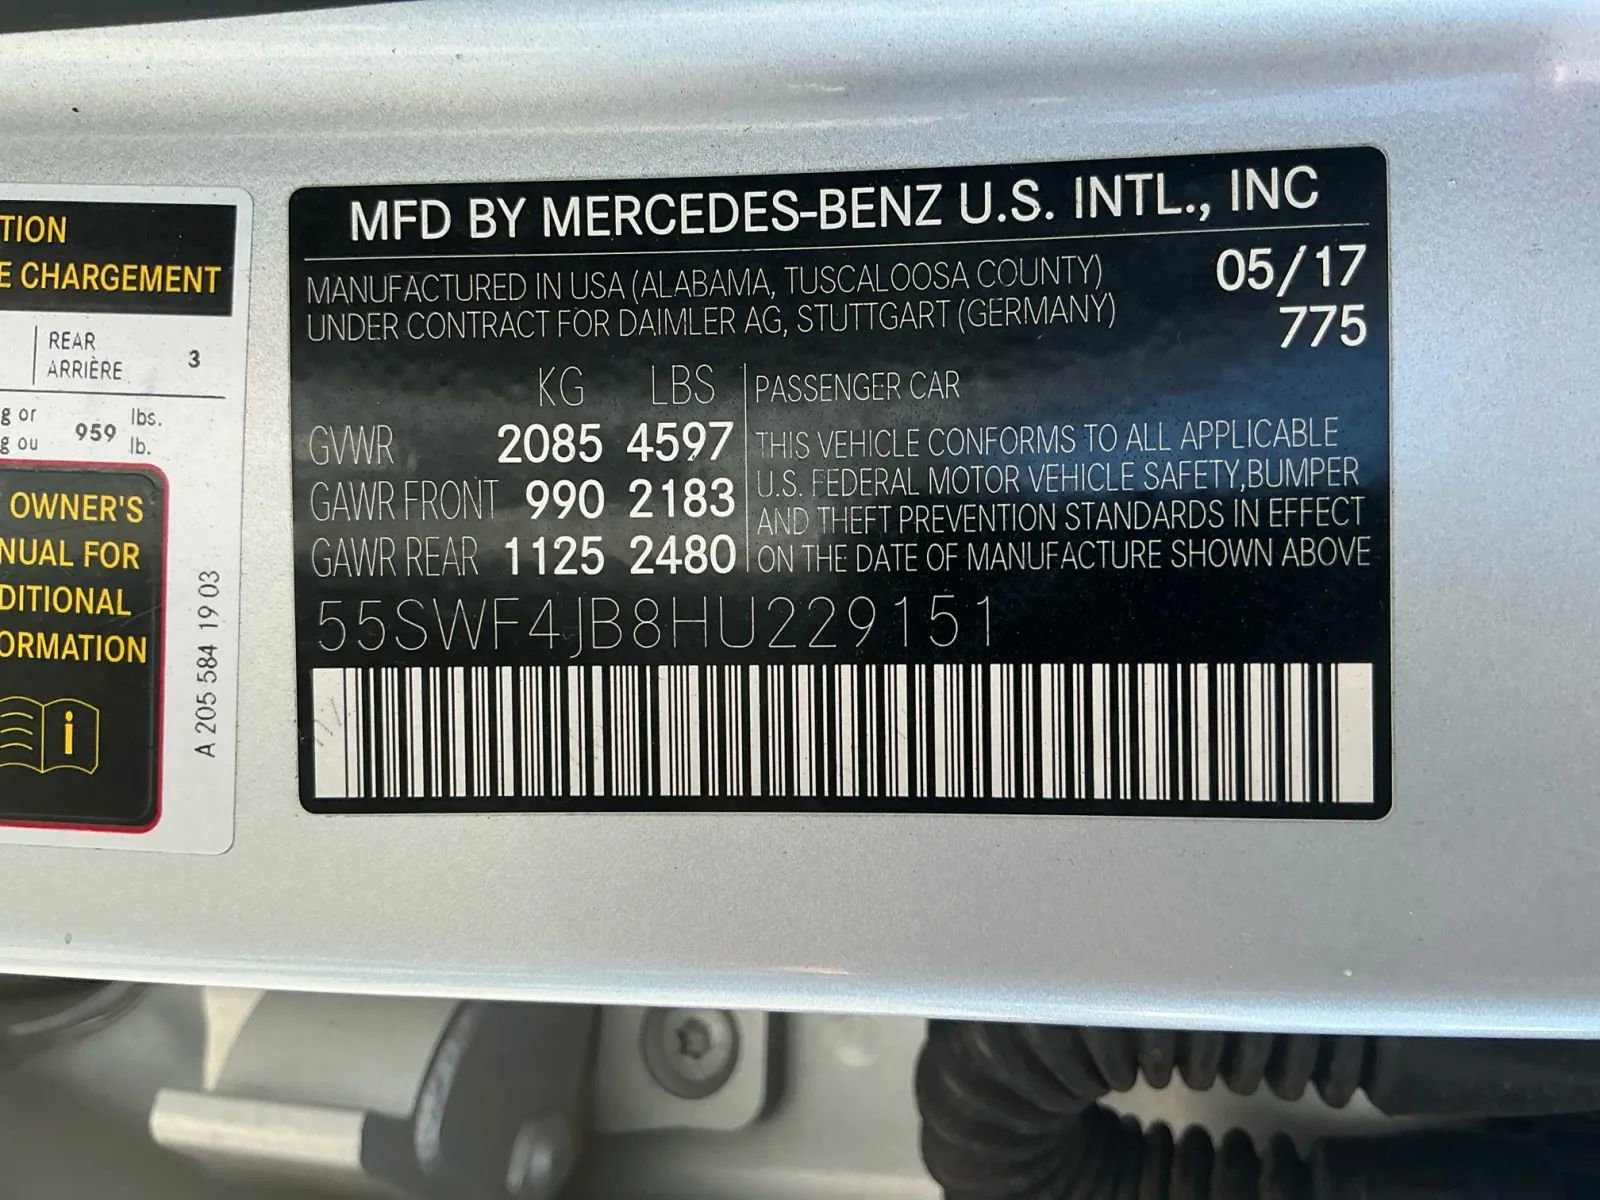 TION
E CHARGEMENT
REAR
ARRIÈRE 3
g or
g ou 959 lbs.
lb.
OWNER'S
NUAL FOR
DITIONAL
ORMATION
i
A 205 584 19 03
MFD BY MERCEDES-BENZ U.S. INTL., INC
MANUFACTURED IN USA (ALABAMA, TUSCALOOSA COUNTY) 05/17
UNDER CONTRACT FOR DAIMLER AG, STUTTGART (GERMANY) 775
KG LBS
GVWR 2085 4597
GAWR FRONT 990 2183
GAWR REAR 1125 2480
PASSENGER CAR
THIS VEHICLE CONFORMS TO ALL APPLICABLE
U.S. FEDERAL MOTOR VEHICLE SAFETY, BUMPER
AND THEFT PREVENTION STANDARDS IN EFFECT
ON THE DATE OF MANUFACTURE SHOWN ABOVE
55SWF4JB8HU229151